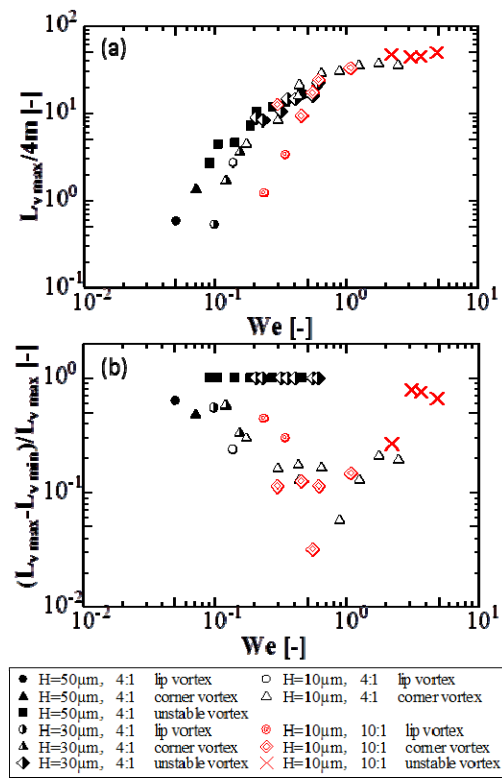 (a)
10²
10¹
10⁰
10⁻¹
L_v max/4m [-]
10⁻² 10⁻¹ 10⁰ 10¹
We [-]
(b)
10⁰
10⁻¹
10⁻²
(L_v max-L_v min)/L_v max [-]
10⁻² 10⁻¹ 10⁰ 10¹
We [-]
H=50μm, 4:1 lip vortex
H=50μm, 4:1 corner vortex
H=50μm, 4:1 unstable vortex
H=30μm, 4:1 lip vortex
H=30μm, 4:1 corner vortex
H=30μm, 4:1 unstable vortex
H=10μm, 4:1 lip vortex
H=10μm, 4:1 corner vortex
H=10μm, 10:1 lip vortex
H=10μm, 10:1 corner vortex
H=10μm, 10:1 unstable vortex